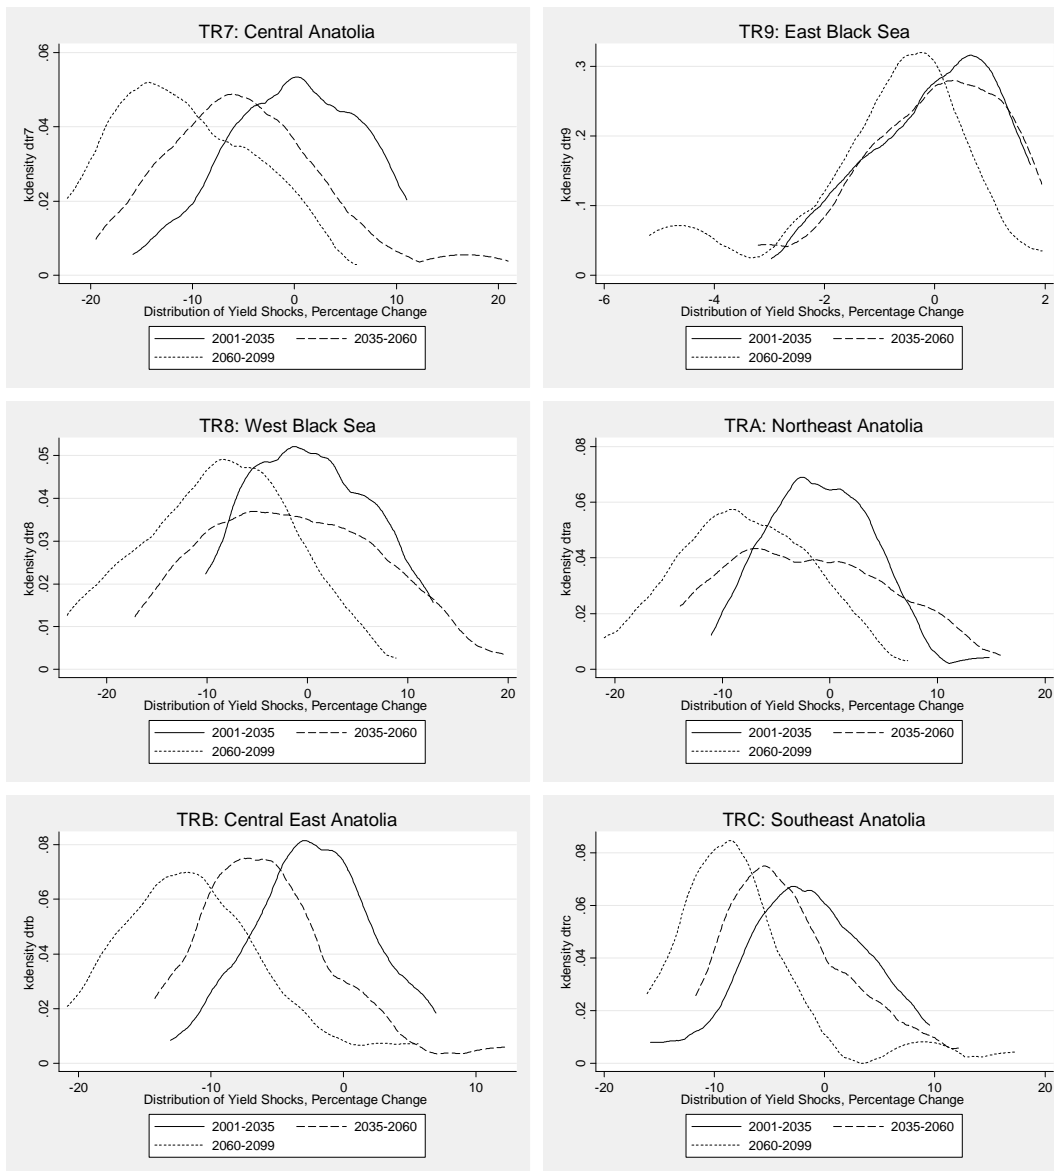 TR7: Central Anatolia
kdensity dtr7
0 .02 .04 .06
-20 -10 0 10 20
Distribution of Yield Shocks, Percentage Change
2001-2035 2035-2060
2060-2099
TR9: East Black Sea
kdensity dtr9
0 .1 .2 .3
-6 -4 -2 0 2
Distribution of Yield Shocks, Percentage Change
2001-2035 2035-2060
2060-2099
TR8: West Black Sea
kdensity dtr8
0 .01 .02 .03 .04 .05
-20 -10 0 10 20
Distribution of Yield Shocks, Percentage Change
2001-2035 2035-2060
2060-2099
TRA: Northeast Anatolia
kdensity dtra
0 .02 .04 .06 .08
-20 -10 0 10 20
Distribution of Yield Shocks, Percentage Change
2001-2035 2035-2060
2060-2099
TRB: Central East Anatolia
kdensity dtrb
0 .02 .04 .06 .08
-20 -10 0 10
Distribution of Yield Shocks, Percentage Change
2001-2035 2035-2060
2060-2099
TRC: Southeast Anatolia
kdensity dtrc
0 .02 .04 .06 .08
-20 -10 0 10 20
Distribution of Yield Shocks, Percentage Change
2001-2035 2035-2060
2060-2099